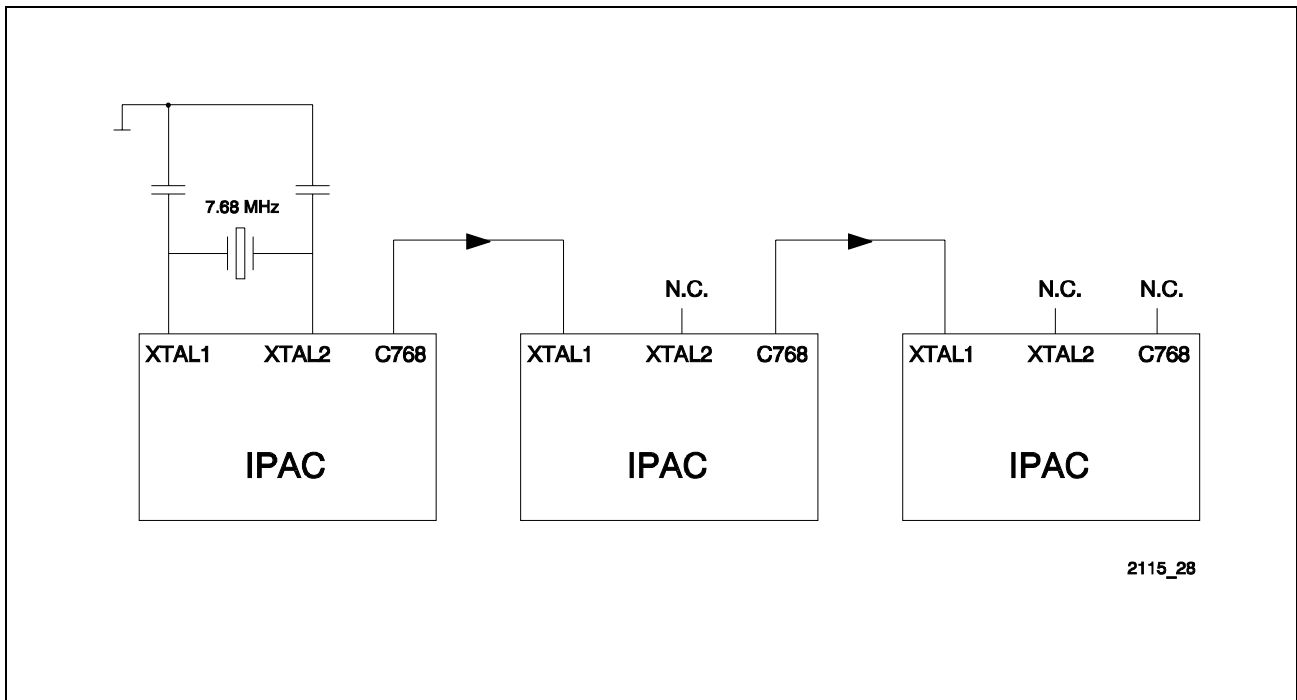 7.68 MHz
N.C.
N.C. N.C.
XTAL1 XTAL2 C768
XTAL1 XTAL2 C768
XTAL1 XTAL2 C768
IPAC
IPAC
IPAC
2115_28